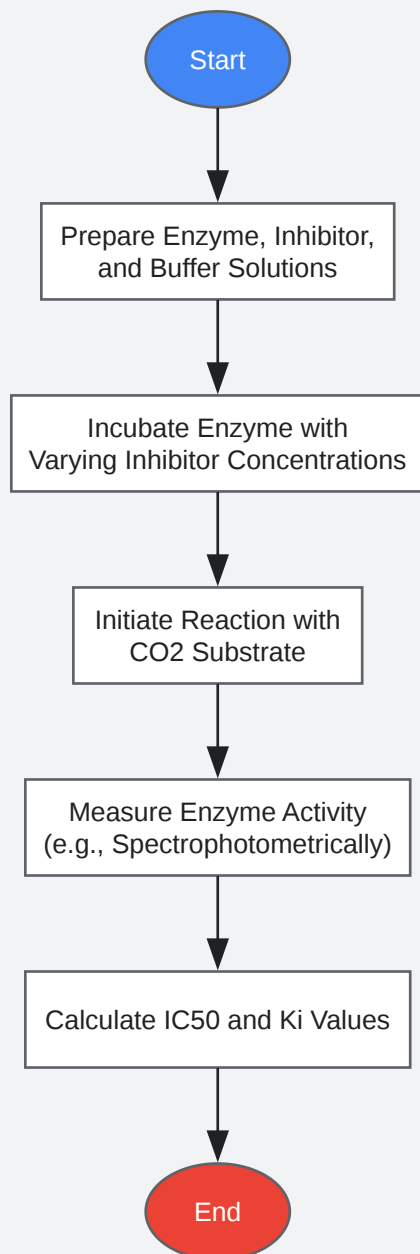 Start
Prepare Enzyme, Inhibitor,
and Buffer Solutions
Incubate Enzyme with
Varying Inhibitor Concentrations
Initiate Reaction with
CO2 Substrate
Measure Enzyme Activity
(e.g., Spectrophotometrically)
Calculate IC50 and Ki Values
End